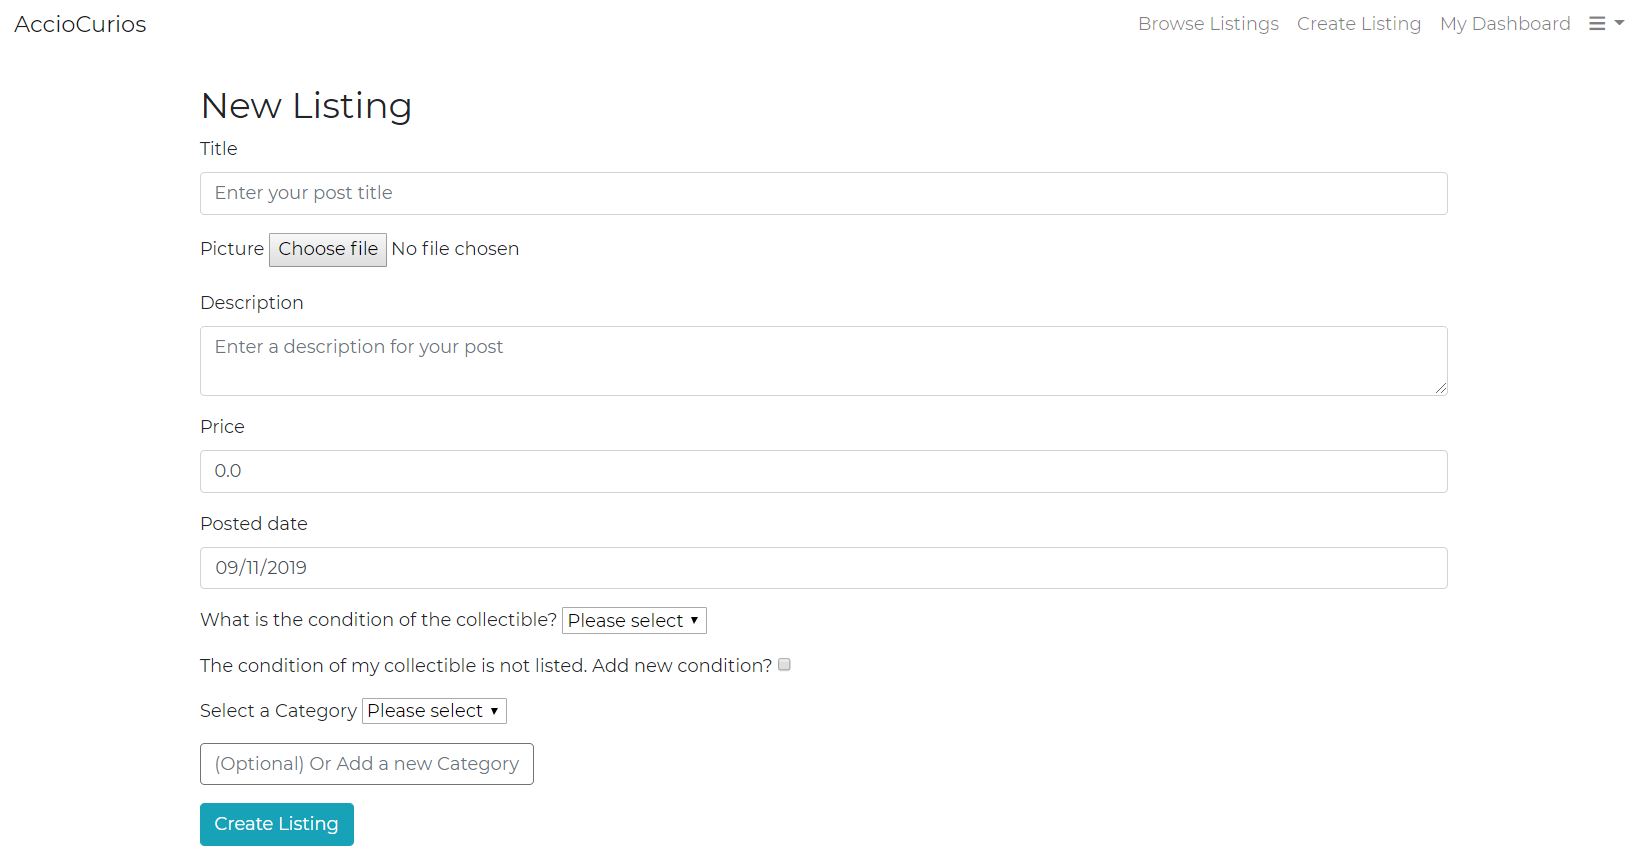 AccioCurios Browse Listings Create Listing My Dashboard
New Listing
Title
Enter your post title
Picture Choose file No file chosen
Description
Enter a description for your post
Price
0.0
Posted date
09/11/2019
What is the condition of the collectible? Please select
The condition of my collectible is not listed. Add new condition?
Select a Category Please select
(Optional) Or Add a new Category
Create Listing